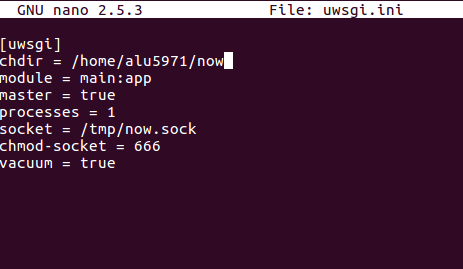 GNU nano 2.5.3 File: uwsgi.ini
[uwsgi]
chdir = /home/alu5971/now
module = main:app
master = true
processes = 1
socket = /tmp/now.sock
chmod-socket = 666
vacuum = true